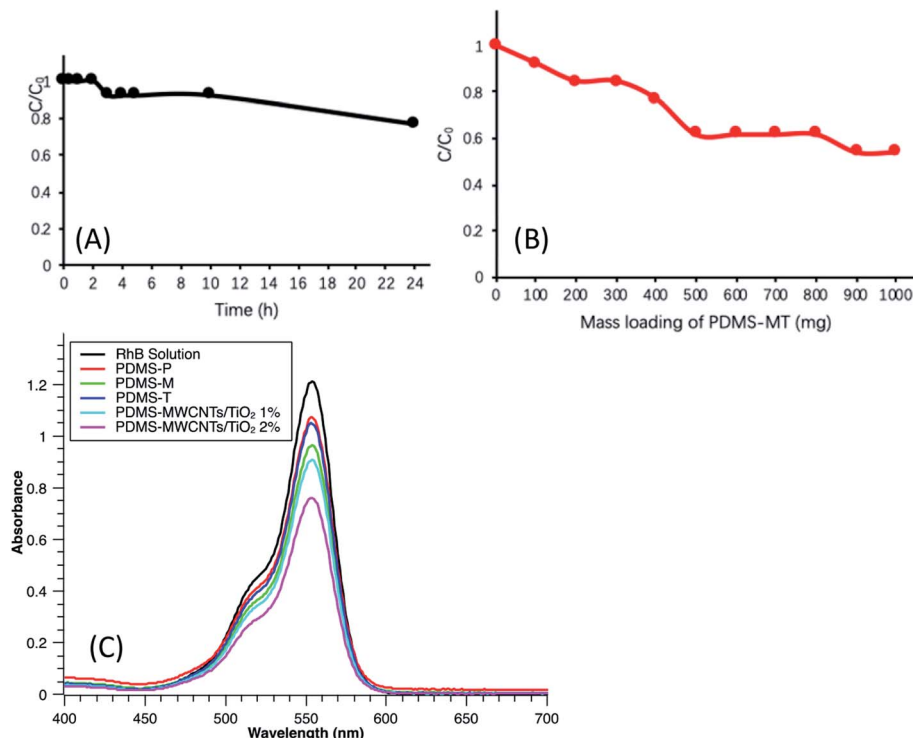 C/C₀
1
0.8
0.6
0.4
0.2
0
(A)
0 2 4 6 8 10 12 14 16 18 20 22 24
Time (h)
C/C₀
1
0.8
0.6
0.4
0.2
0
(B)
0 100 200 300 400 500 600 700 800 900 1000
Mass loading of PDMS-MT (mg)
RhB Solution
PDMS-P
PDMS-M
PDMS-T
PDMS-MWCNTs/TiO₂ 1%
PDMS-MWCNTs/TiO₂ 2%
Absorbance
1.2
1
0.8
0.6
0.4
0.2
0
(C)
400 450 500 550 600 650 700
Wavelength (nm)